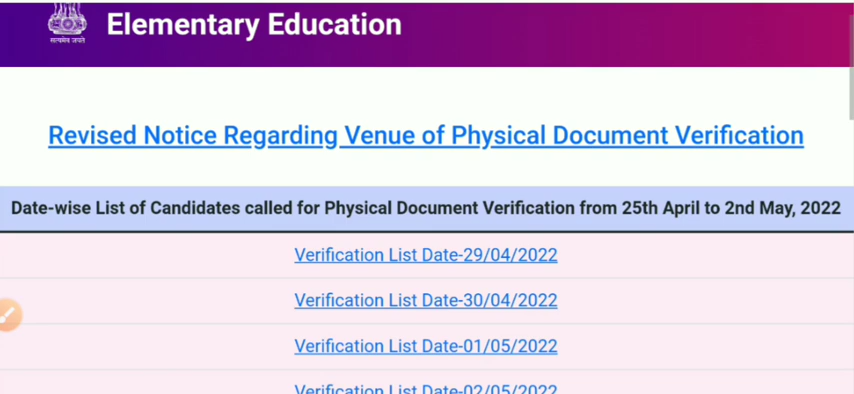 Elementary Education
सत्यमेव जयते
Revised Notice Regarding Venue of Physical Document Verification
Date-wise List of Candidates called for Physical Document Verification from 25th April to 2nd May, 2022
Verification List Date-29/04/2022
Verification List Date-30/04/2022
Verification List Date-01/05/2022
Verification List Date-02/05/2022